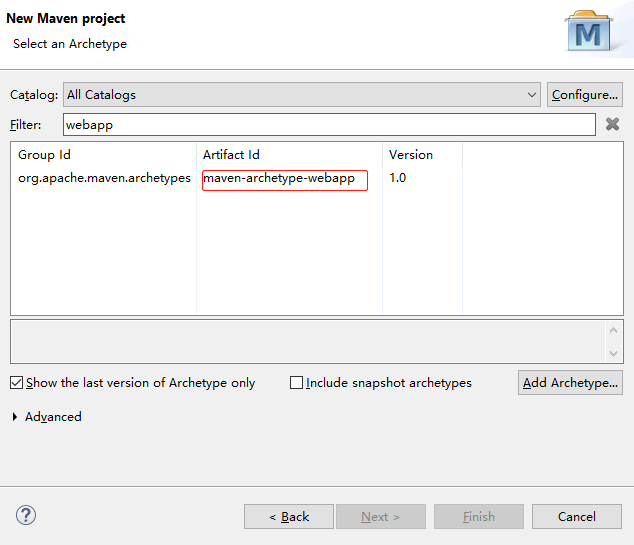 New Maven project
Select an Archetype
M
Catalog: All Catalogs Configure...
Filter: webapp
Group Id Artifact Id Version
org.apache.maven.archetypes maven-archetype-webapp 1.0
Show the last version of Archetype only Include snapshot archetypes Add Archetype...
Advanced
? < Back Next > Finish Cancel